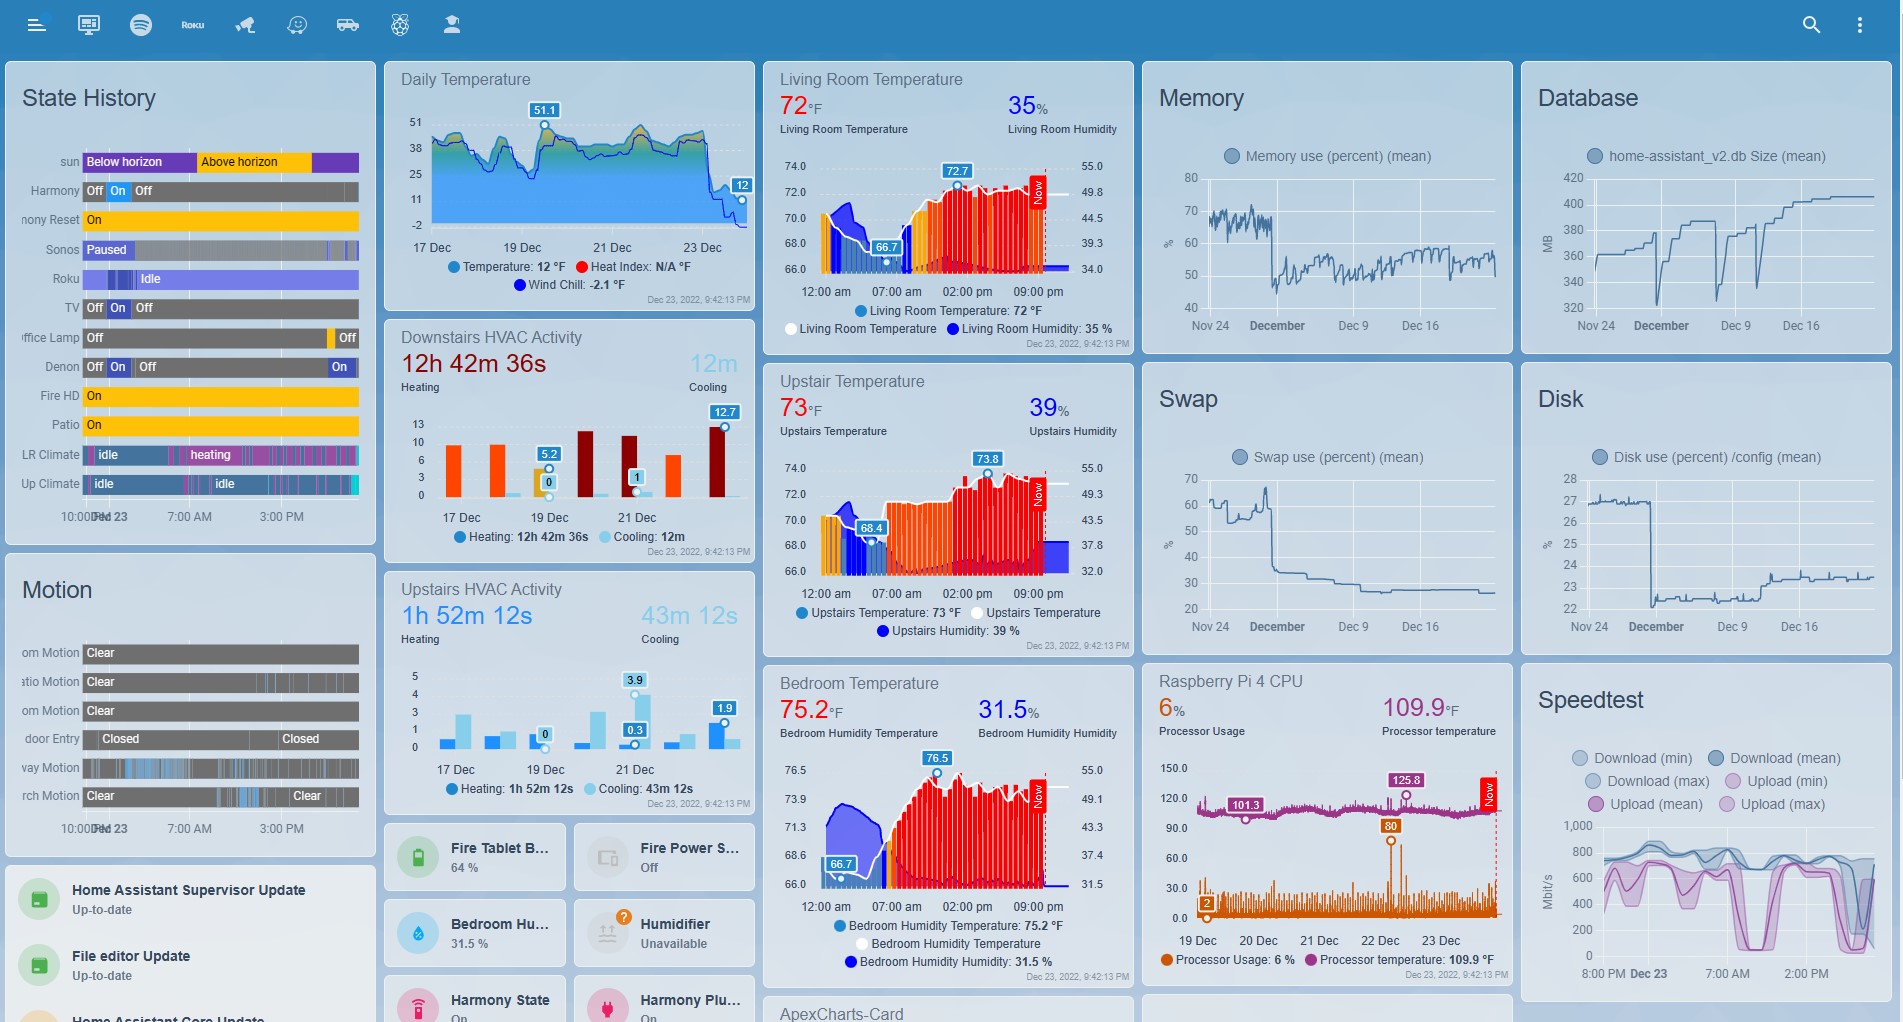 Roku
State History
sun
Below horizon
Above horizon
Harmony
Off
On
Off
nony Reset
On
Sonos
Paused
Roku
Idle
TV
Off
On
Off
ffice Lamp
Off
Off
Denon
Off
On
Off
On
Fire HD
On
Patio
On
LR Climate
idle
heating
Up Climate
idle
idle
Dec 23
7:00 AM
3:00 PM
Motion
om Motion
Clear
atio Motion
Clear
om Motion
Clear
door Entry
Closed
Closed
vay Motion
rch Motion
Clear
Clear
Dec 23
7:00 AM
3:00 PM
Home Assistant Supervisor Update
Up-to-date
File editor Update
Up-to-date
Home Assistant Core Update
Daily Temperature
51.1
51
38
25
11
-2
12
17 Dec
19 Dec
21 Dec
23 Dec
Temperature: 12 °F
Heat Index: N/A °F
Wind Chill: -2.1 °F
Dec 23, 2022, 9:42:13 PM
Downstairs HVAC Activity
12h 42m 36s
12m
Heating
Cooling
13
10
6
3
0
5.2
0
1
12.7
17 Dec
19 Dec
21 Dec
Heating: 12h 42m 36s
Cooling: 12m
Dec 23, 2022, 9:42:13 PM
Upstairs HVAC Activity
1h 52m 12s
43m 12s
Heating
Cooling
5
4
3
1
0
0
3.9
0.3
1.9
17 Dec
19 Dec
21 Dec
Heating: 1h 52m 12s
Cooling: 43m 12s
Dec 23, 2022, 9:42:13 PM
Fire Tablet B...
64 %
Fire Power S...
Off
Bedroom Hu...
31.5 %
?
Humidifier
Unavailable
Harmony State
On
Harmony Plu...
On
Living Room Temperature
72°F
35%
Living Room Temperature
Living Room Humidity
74.0
72.0
70.0
68.0
66.0
72.7
66.7
Now
55.0
49.8
44.5
39.3
34.0
12:00 am
07:00 am
02:00 pm
09:00 pm
Living Room Temperature: 72 °F
Living Room Temperature
Living Room Humidity: 35 %
Dec 23, 2022, 9:42:13 PM
Upstair Temperature
73°F
39%
Upstairs Temperature
Upstairs Humidity
74.0
72.0
70.0
68.0
66.0
73.8
68.4
Now
55.0
49.3
43.5
37.8
32.0
12:00 am
07:00 am
02:00 pm
09:00 pm
Upstairs Temperature: 73 °F
Upstairs Temperature
Upstairs Humidity: 39 %
Dec 23, 2022, 9:42:13 PM
Bedroom Temperature
75.2°F
31.5%
Bedroom Humidity Temperature
Bedroom Humidity Humidity
76.5
73.9
71.3
68.6
66.0
76.5
66.7
Now
55.0
49.1
43.3
37.4
31.5
12:00 am
07:00 am
02:00 pm
09:00 pm
Bedroom Humidity Temperature: 75.2 °F
Bedroom Humidity Temperature
Bedroom Humidity Humidity: 31.5 %
Dec 23, 2022, 9:42:13 PM
ApexCharts-Card
Memory
Memory use (percent) (mean)
80
70
60
50
40
%
Nov 24
December
Dec 9
Dec 16
Swap
Swap use (percent) (mean)
70
60
50
40
30
20
%
Nov 24
December
Dec 9
Dec 16
Raspberry Pi 4 CPU
6%
109.9°F
Processor Usage
Processor temperature
150.0
120.0
90.0
60.0
30.0
0.0
101.3
125.8
80
2
Now
19 Dec
20 Dec
21 Dec
22 Dec
23 Dec
Processor Usage: 6 %
Processor temperature: 109.9 °F
Dec 23, 2022, 9:42:13 PM
Database
home-assistant_v2.db Size (mean)
420
400
380
360
340
320
MB
Nov 24
December
Dec 9
Dec 16
Disk
Disk use (percent) /config (mean)
28
27
26
25
24
23
22
%
Nov 24
December
Dec 9
Dec 16
Speedtest
Download (min)
Download (mean)
Download (max)
Upload (min)
Upload (mean)
Upload (max)
1,000
800
600
400
200
0
Mbit/s
8:00 PM
Dec 23
7:00 AM
2:00 PM